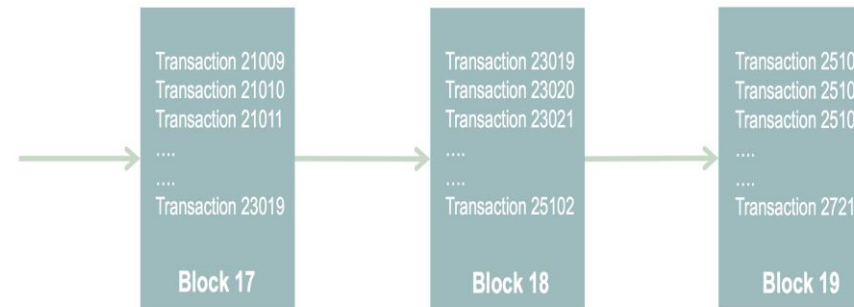 Transaction 21009
Transaction 21010
Transaction 21011
....
....
Transaction 23019
Block 17
Transaction 23019
Transaction 23020
Transaction 23021
....
....
Transaction 25102
Block 18
Transaction 2510
Transaction 2510
Transaction 2510
....
....
Transaction 2721
Block 19